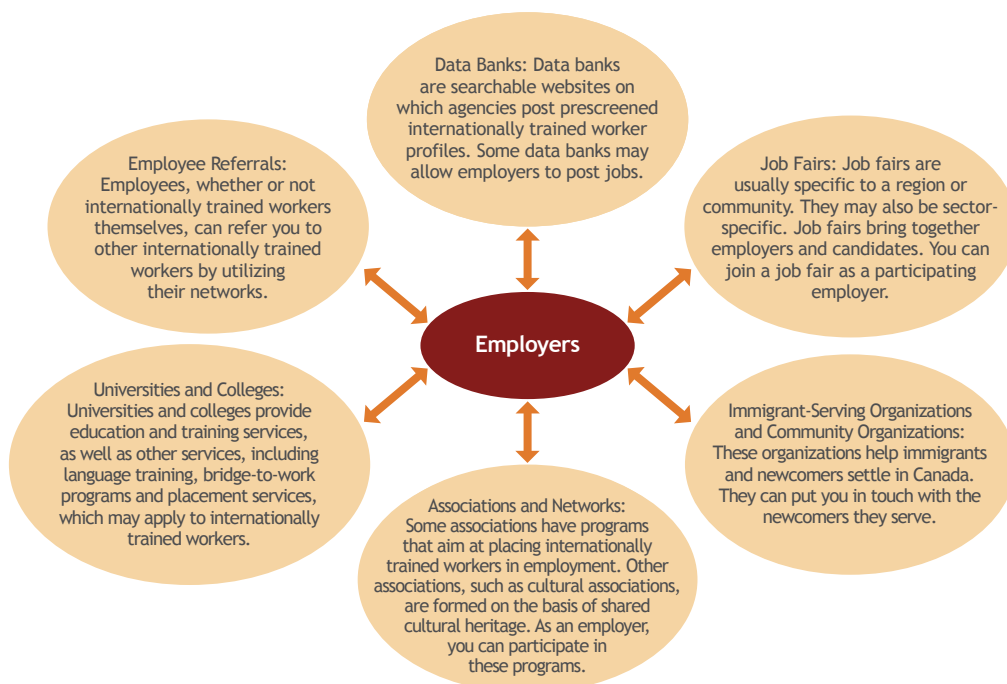 Data Banks: Data banks
are searchable websites on
which agencies post prescreened
internationally trained worker
profiles. Some data banks may
allow employers to post jobs.
Employee Referrals:
Employees, whether or not
internationally trained workers
themselves, can refer you to
other internationally trained
workers by utilizing
their networks.
Job Fairs: Job fairs are
usually specific to a region or
community. They may also be sector-
specific. Job fairs bring together
employers and candidates. You can
join a job fair as a participating
employer.
Employers
Universities and Colleges:
Universities and colleges provide
education and training services,
as well as other services, including
language training, bridge-to-work
programs and placement services,
which may apply to internationally
trained workers.
Immigrant-Serving Organizations
and Community Organizations:
These organizations help immigrants
and newcomers settle in Canada.
They can put you in touch with the
newcomers they serve.
Associations and Networks:
Some associations have programs
that aim at placing internationally
trained workers in employment. Other
associations, such as cultural associations,
are formed on the basis of shared
cultural heritage. As an employer,
you can participate in
these programs.